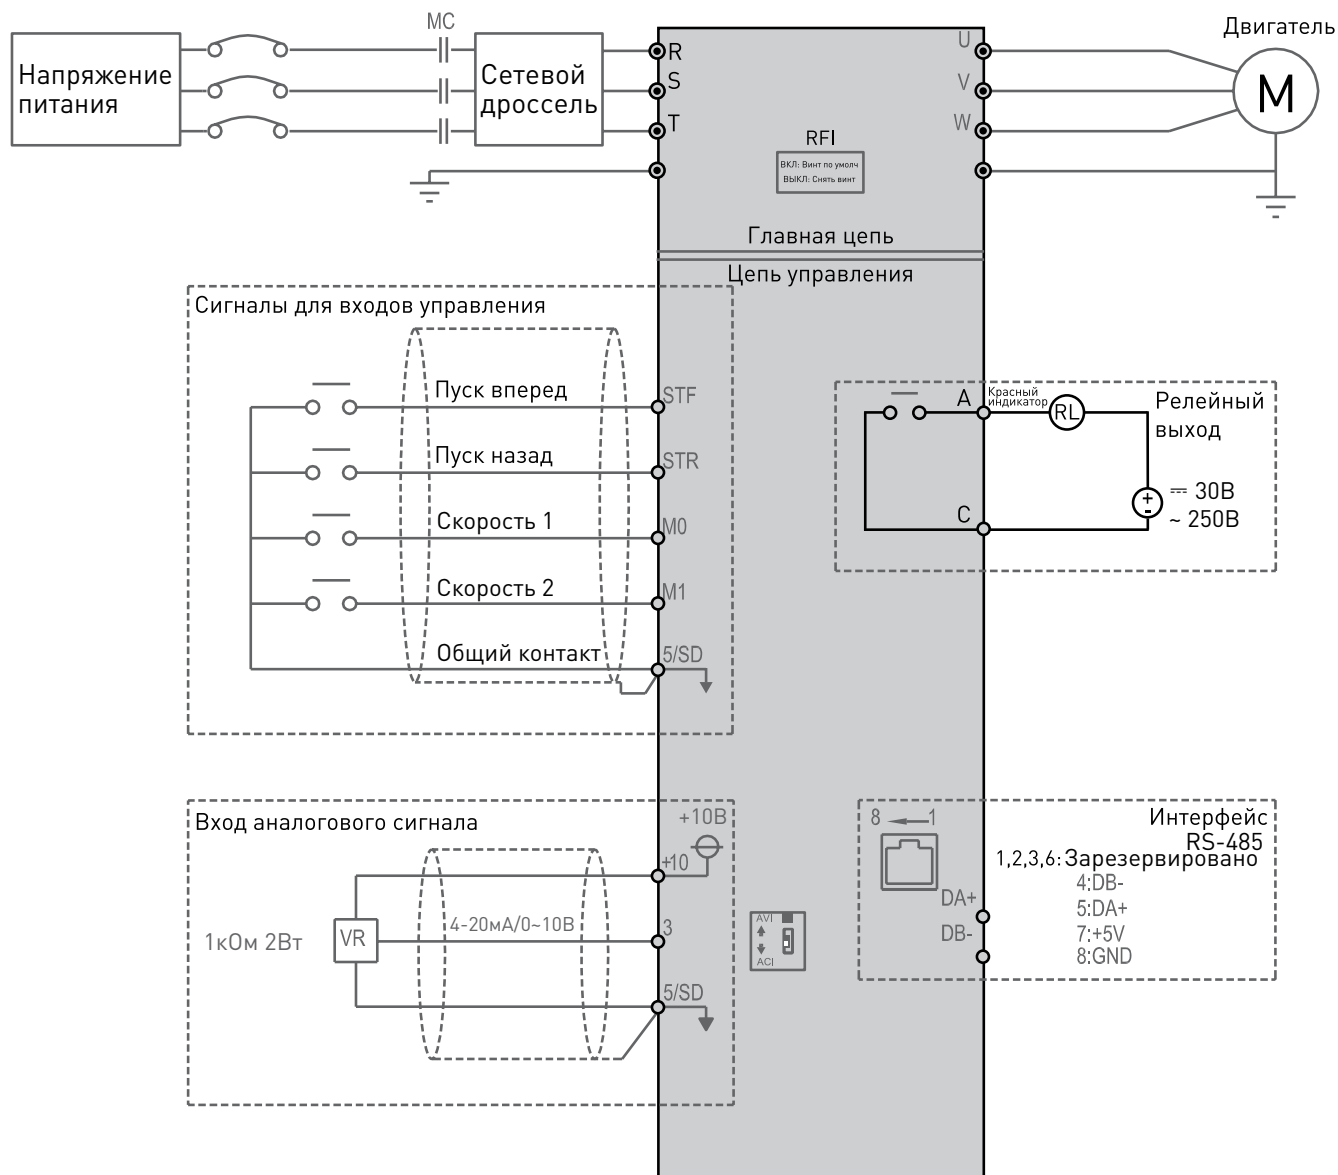 Двигатель
MC
Напряжение
питания
Сетевой
дроссель
R
S
T
U
V
W
M
RFI
ВКЛ: Винт по умолч
ВЫКЛ: Снять винт
Главная цепь
Цепь управления
Сигналы для входов управления
Пуск вперед
STF
Пуск назад
STR
Скорость 1
M0
Скорость 2
M1
Общий контакт
5/SD
A
Красный
индикатор
RL
Релейный
выход
C
+
-
⎓ 30В
~ 250В
Вход аналогового сигнала
+10В
+10
4-20мА/0~10В
3
1кОм 2Вт
VR
5/SD
AVI
ACI
8
1
Интерфейс
RS-485
1,2,3,6: Зарезервировано
4:DB-
5:DA+
7:+5V
8:GND
DA+
DB-